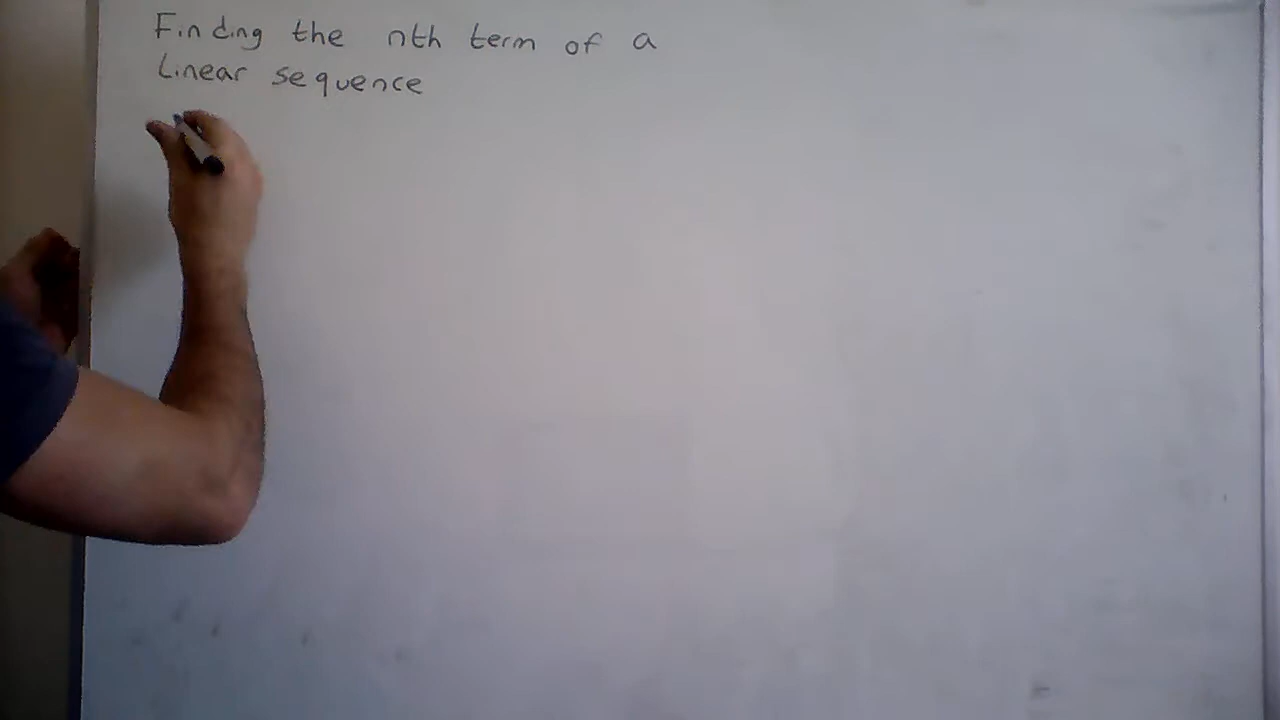 Finding the nth term of a
Linear sequence